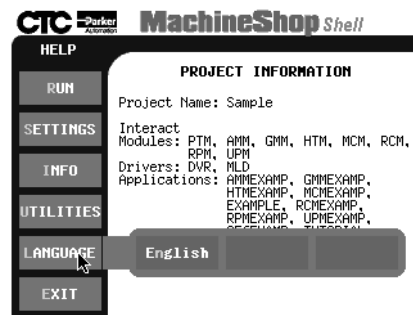 CTC Parker Automation MachineShop Shell
HELP
PROJECT INFORMATION
RUN
Project Name: Sample
SETTINGS
Interact
Modules: PTM, AMM, GMM, HTM, MCM, RCM,
RPM, UPM
Drivers: DVR, MLD
INFO
Applications: AMMEXAMP, GMMEXAMP,
HTMEXAMP, MCMEXAMP,
EXAMPLE, RCMEXAMP,
UTILITIES
RPMEXAMP, UPMEXAMP,
LANGUAGE
English
EXIT